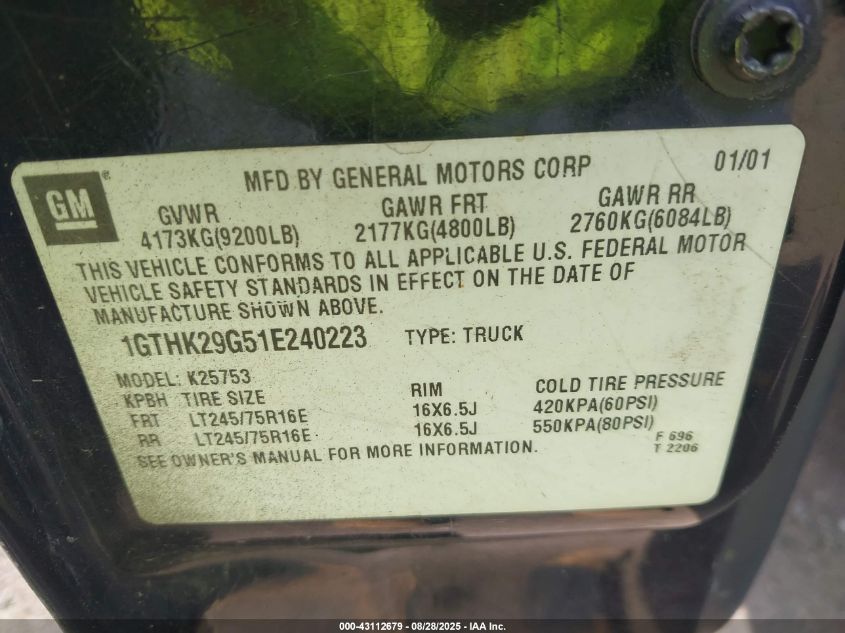 GM ®
MFD BY GENERAL MOTORS CORP 01/01
GVWR GAWR FRT GAWR RR
4173KG(9200LB) 2177KG(4800LB) 2760KG(6084LB)
THIS VEHICLE CONFORMS TO ALL APPLICABLE U.S. FEDERAL MOTOR
VEHICLE SAFETY STANDARDS IN EFFECT ON THE DATE OF
MANUFACTURE SHOWN ABOVE.
1GTHK29G51E240223 TYPE: TRUCK
MODEL: K25753
KPBH TIRE SIZE RIM COLD TIRE PRESSURE
FRT LT245/75R16E 16X6.5J 420KPA(60PSI)
RR LT245/75R16E 16X6.5J 550KPA(80PSI)
SEE OWNER'S MANUAL FOR MORE INFORMATION.
F 696
T 2206
000-43112679 - 08/28/2025 - IAA Inc.